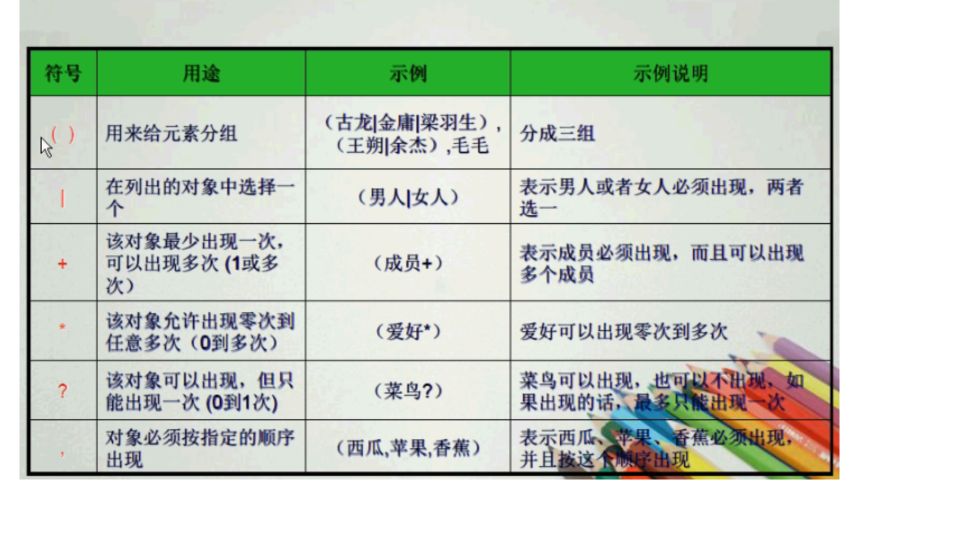 符号 用途 示例 示例说明
( ) 用来给元素分组 (古龙|金庸|梁羽生),
(王朔|余杰),毛毛 分成三组
| 在列出的对象中选择一
个 (男人|女人) 表示男人或者女人必须出现,两者
选一
+ 该对象最少出现一次,
可以出现多次 (1或多
次) (成员+) 表示成员必须出现,而且可以出现
多个成员
* 该对象允许出现零次到
任意多次(0到多次) (爱好*) 爱好可以出现零次到多次
? 该对象可以出现,但只
能出现一次 (0到1次) (菜鸟?) 菜鸟可以出现,也可以不出现,如
果出现的话,最多只能出现一次
, 对象必须按指定的顺序
出现 (西瓜,苹果,香蕉) 表示西瓜、苹果、香蕉必须出现,
并且按这个顺序出现